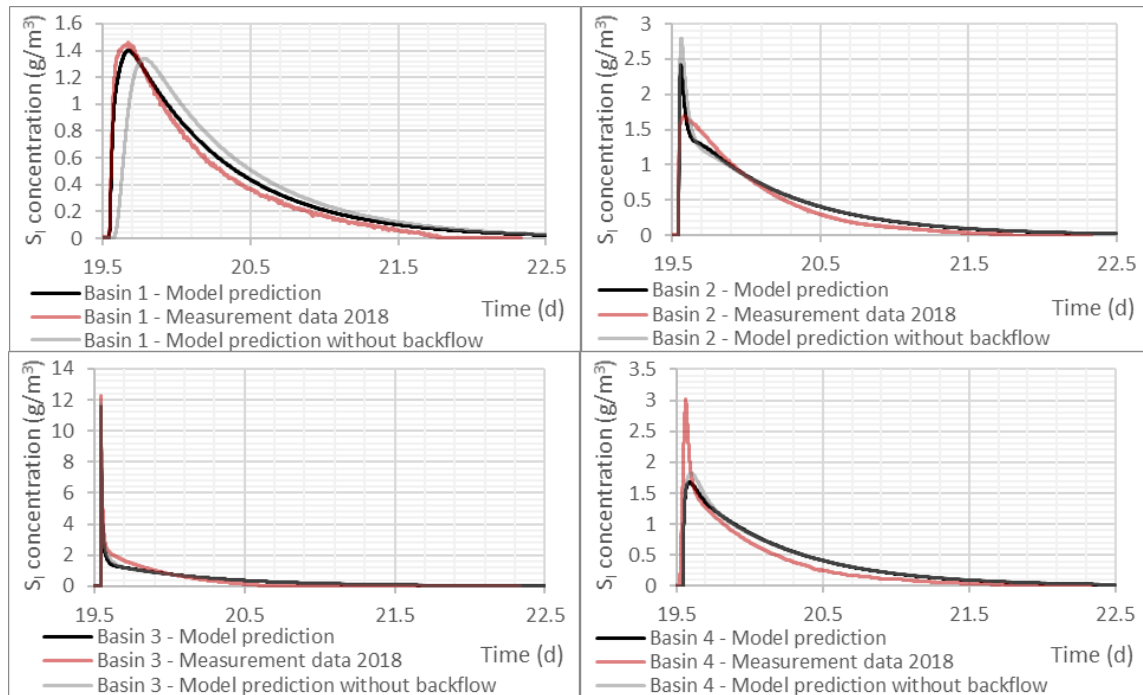 S_I concentration (g/m³)
1.6
1.4
1.2
1
0.8
0.6
0.4
0.2
0
19.5 20.5 21.5 22.5
Time (d)
Basin 1 - Model prediction
Basin 1 - Measurement data 2018
Basin 1 - Model prediction without backflow
S_I concentration (g/m³)
3
2.5
2
1.5
1
0.5
0
19.5 20.5 21.5 22.5
Time (d)
Basin 2 - Model prediction
Basin 2 - Measurement data 2018
Basin 2 - Model prediction without backflow
S_I concentration (g/m³)
14
12
10
8
6
4
2
0
19.5 20.5 21.5 22.5
Time (d)
Basin 3 - Model prediction
Basin 3 - Measurement data 2018
Basin 3 - Model prediction without backflow
S_I concentration (g/m³)
3.5
3
2.5
2
1.5
1
0.5
0
19.5 20.5 21.5 22.5
Time (d)
Basin 4 - Model prediction
Basin 4 - Measurement data 2018
Basin 4 - Model prediction without backflow